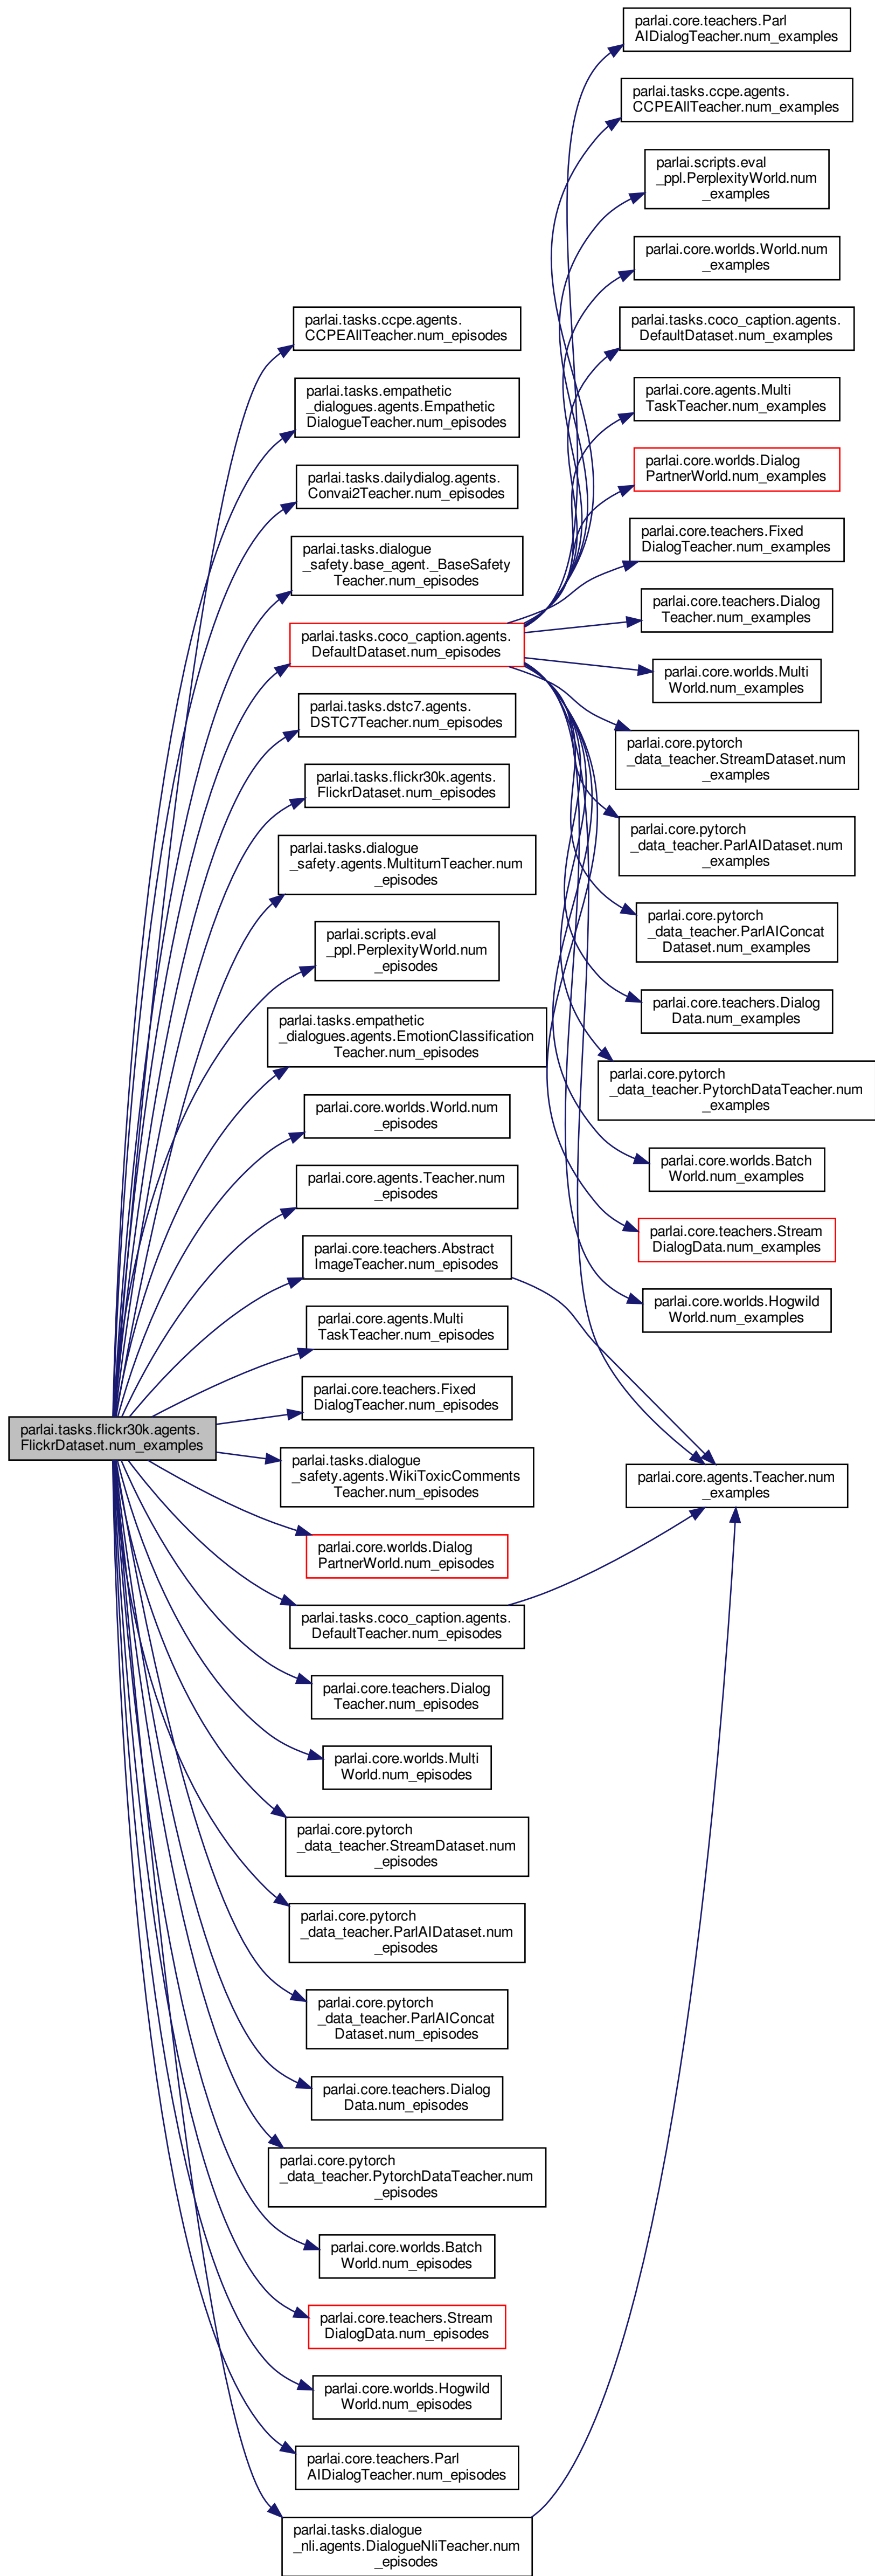 parlai.core.teachers.Parl
AIDialogTeacher.num_examples
parlai.tasks.ccpe.agents.
CCPEAllTeacher.num_examples
parlai.scripts.eval
_ppl.PerplexityWorld.num
_examples
parlai.core.worlds.World.num
_examples
parlai.tasks.ccpe.agents.
CCPEAllTeacher.num_episodes
parlai.tasks.coco_caption.agents.
DefaultDataset.num_examples
parlai.tasks.empathetic
_dialogues.agents.Empathetic
DialogueTeacher.num_episodes
parlai.core.agents.Multi
TaskTeacher.num_examples
parlai.tasks.dailydialog.agents.
Convai2Teacher.num_episodes
parlai.core.worlds.Dialog
PartnerWorld.num_examples
parlai.tasks.dialogue
_safety.base_agent._BaseSafety
Teacher.num_episodes
parlai.core.teachers.Fixed
DialogTeacher.num_examples
parlai.tasks.coco_caption.agents.
DefaultDataset.num_episodes
parlai.core.teachers.Dialog
Teacher.num_examples
parlai.core.worlds.Multi
World.num_examples
parlai.tasks.dstc7.agents.
DSTC7Teacher.num_episodes
parlai.core.pytorch
_data_teacher.StreamDataset.num
_examples
parlai.tasks.flickr30k.agents.
FlickrDataset.num_episodes
parlai.core.pytorch
_data_teacher.ParlAIDataset.num
_examples
parlai.tasks.dialogue
_safety.agents.MultiturnTeacher.num
_episodes
parlai.core.pytorch
_data_teacher.ParlAIConcat
Dataset.num_examples
parlai.scripts.eval
_ppl.PerplexityWorld.num
_episodes
parlai.core.teachers.Dialog
Data.num_examples
parlai.tasks.empathetic
_dialogues.agents.EmotionClassification
Teacher.num_episodes
parlai.core.pytorch
_data_teacher.PytorchDataTeacher.num
_examples
parlai.core.worlds.World.num
_episodes
parlai.core.worlds.Batch
World.num_examples
parlai.core.agents.Teacher.num
_episodes
parlai.core.teachers.Stream
DialogData.num_examples
parlai.core.teachers.Abstract
ImageTeacher.num_episodes
parlai.core.worlds.Hogwild
World.num_examples
parlai.core.agents.Multi
TaskTeacher.num_episodes
parlai.core.teachers.Fixed
DialogTeacher.num_episodes
parlai.tasks.flickr30k.agents.
FlickrDataset.num_examples
parlai.tasks.dialogue
_safety.agents.WikiToxicComments
Teacher.num_episodes
parlai.core.agents.Teacher.num
_examples
parlai.core.worlds.Dialog
PartnerWorld.num_episodes
parlai.tasks.coco_caption.agents.
DefaultTeacher.num_episodes
parlai.core.teachers.Dialog
Teacher.num_episodes
parlai.core.worlds.Multi
World.num_episodes
parlai.core.pytorch
_data_teacher.StreamDataset.num
_episodes
parlai.core.pytorch
_data_teacher.ParlAIDataset.num
_episodes
parlai.core.pytorch
_data_teacher.ParlAIConcat
Dataset.num_episodes
parlai.core.teachers.Dialog
Data.num_episodes
parlai.core.pytorch
_data_teacher.PytorchDataTeacher.num
_episodes
parlai.core.worlds.Batch
World.num_episodes
parlai.core.teachers.Stream
DialogData.num_episodes
parlai.core.worlds.Hogwild
World.num_episodes
parlai.core.teachers.Parl
AIDialogTeacher.num_episodes
parlai.tasks.dialogue
_nli.agents.DialogueNliTeacher.num
_episodes